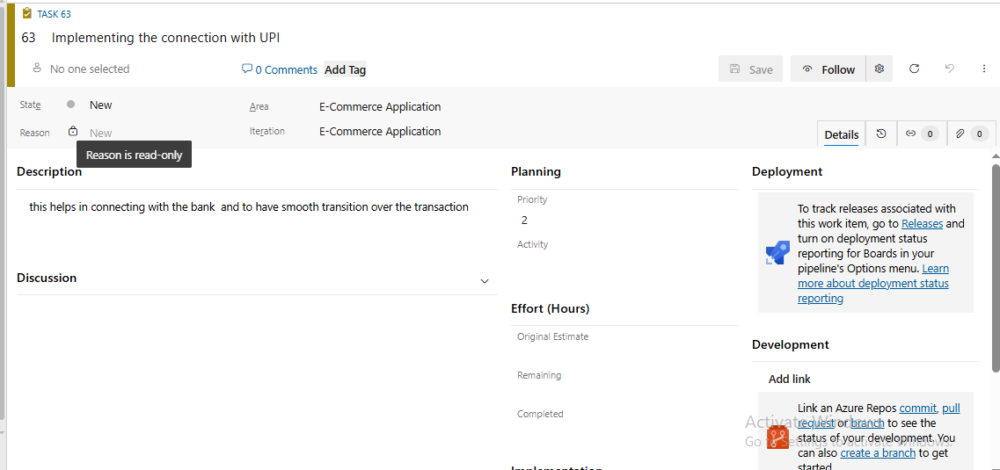 TASK 63
63 Implementing the connection with UPI
No one selected
0 Comments
Add Tag
Save
Follow
State
New
Area
E-Commerce Application
Reason
New
Iteration
E-Commerce Application
Reason is read-only
Details
0
0
Description
this helps in connecting with the bank and to have smooth transition over the transaction
Discussion
Planning
Priority
2
Activity
Effort (Hours)
Original Estimate
Remaining
Completed
Implementation
Deployment
To track releases associated with
this work item, go to Releases and
turn on deployment status
reporting for Boards in your
pipeline's Options menu. Learn
more about deployment status
reporting
Development
Add link
Link an Azure Repos commit, pull
request or branch to see the
status of your development. You
can also create a branch to get
started.
Activate Windows
Go to Settings to activate Windows.